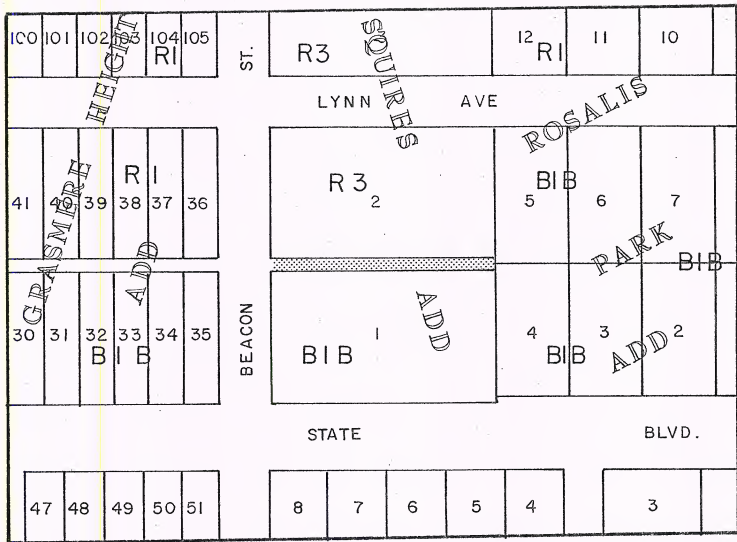 100 101 102 103 104 105
R1
HEIGHT
ST.
R3
SQUIRES
12 R1 11 10
LYNN AVE
ROSALIS
GRASMERE
R1
41 40 39 38 37 36
ADD
R3
2
B1B
5 6 7
PARK
B1B
30 31 32 33 34 35
B1B
BEACON
B1B
1
ADD
4 3 2
B1B
ADD
STATE BLVD.
47 48 49 50 51
8 7 6 5 4 3